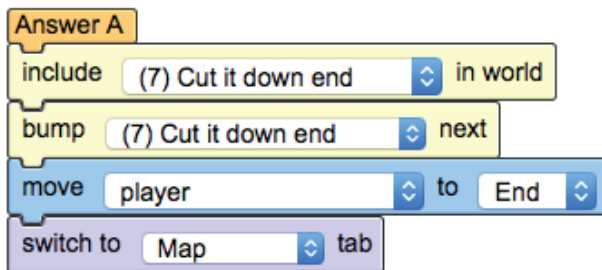 Answer A
include (7) Cut it down end in world
bump (7) Cut it down end next
move player to End
switch to Map tab